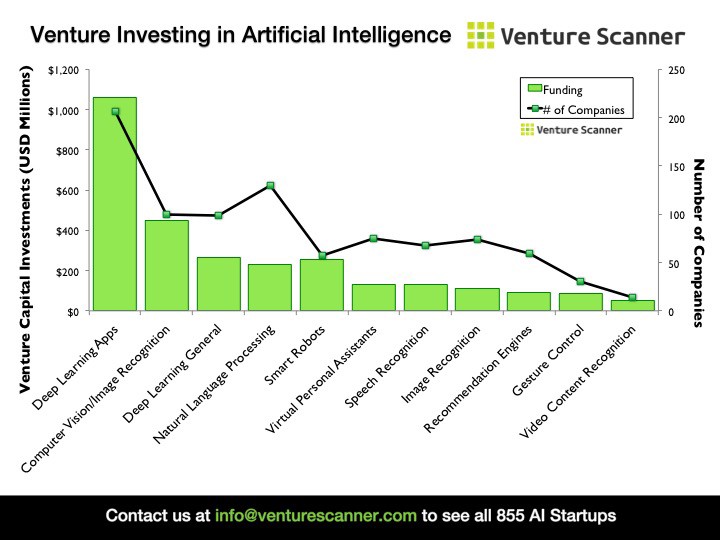 Venture Investing in Artificial Intelligence
Venture Scanner
Venture Capital Investments (USD Millions)
$1,200
$1,000
$800
$600
$400
$200
$0
250
200
150
100
50
0
Number of Companies
Funding
# of Companies
Venture Scanner
Deep Learning Apps
Computer Vision/Image Recognition
Deep Learning General
Natural Language Processing
Smart Robots
Virtual Personal Assistants
Speech Recognition
Image Recognition
Recommendation Engines
Gesture Control
Video Content Recognition
Contact us at info@venturescanner.com to see all 855 AI Startups